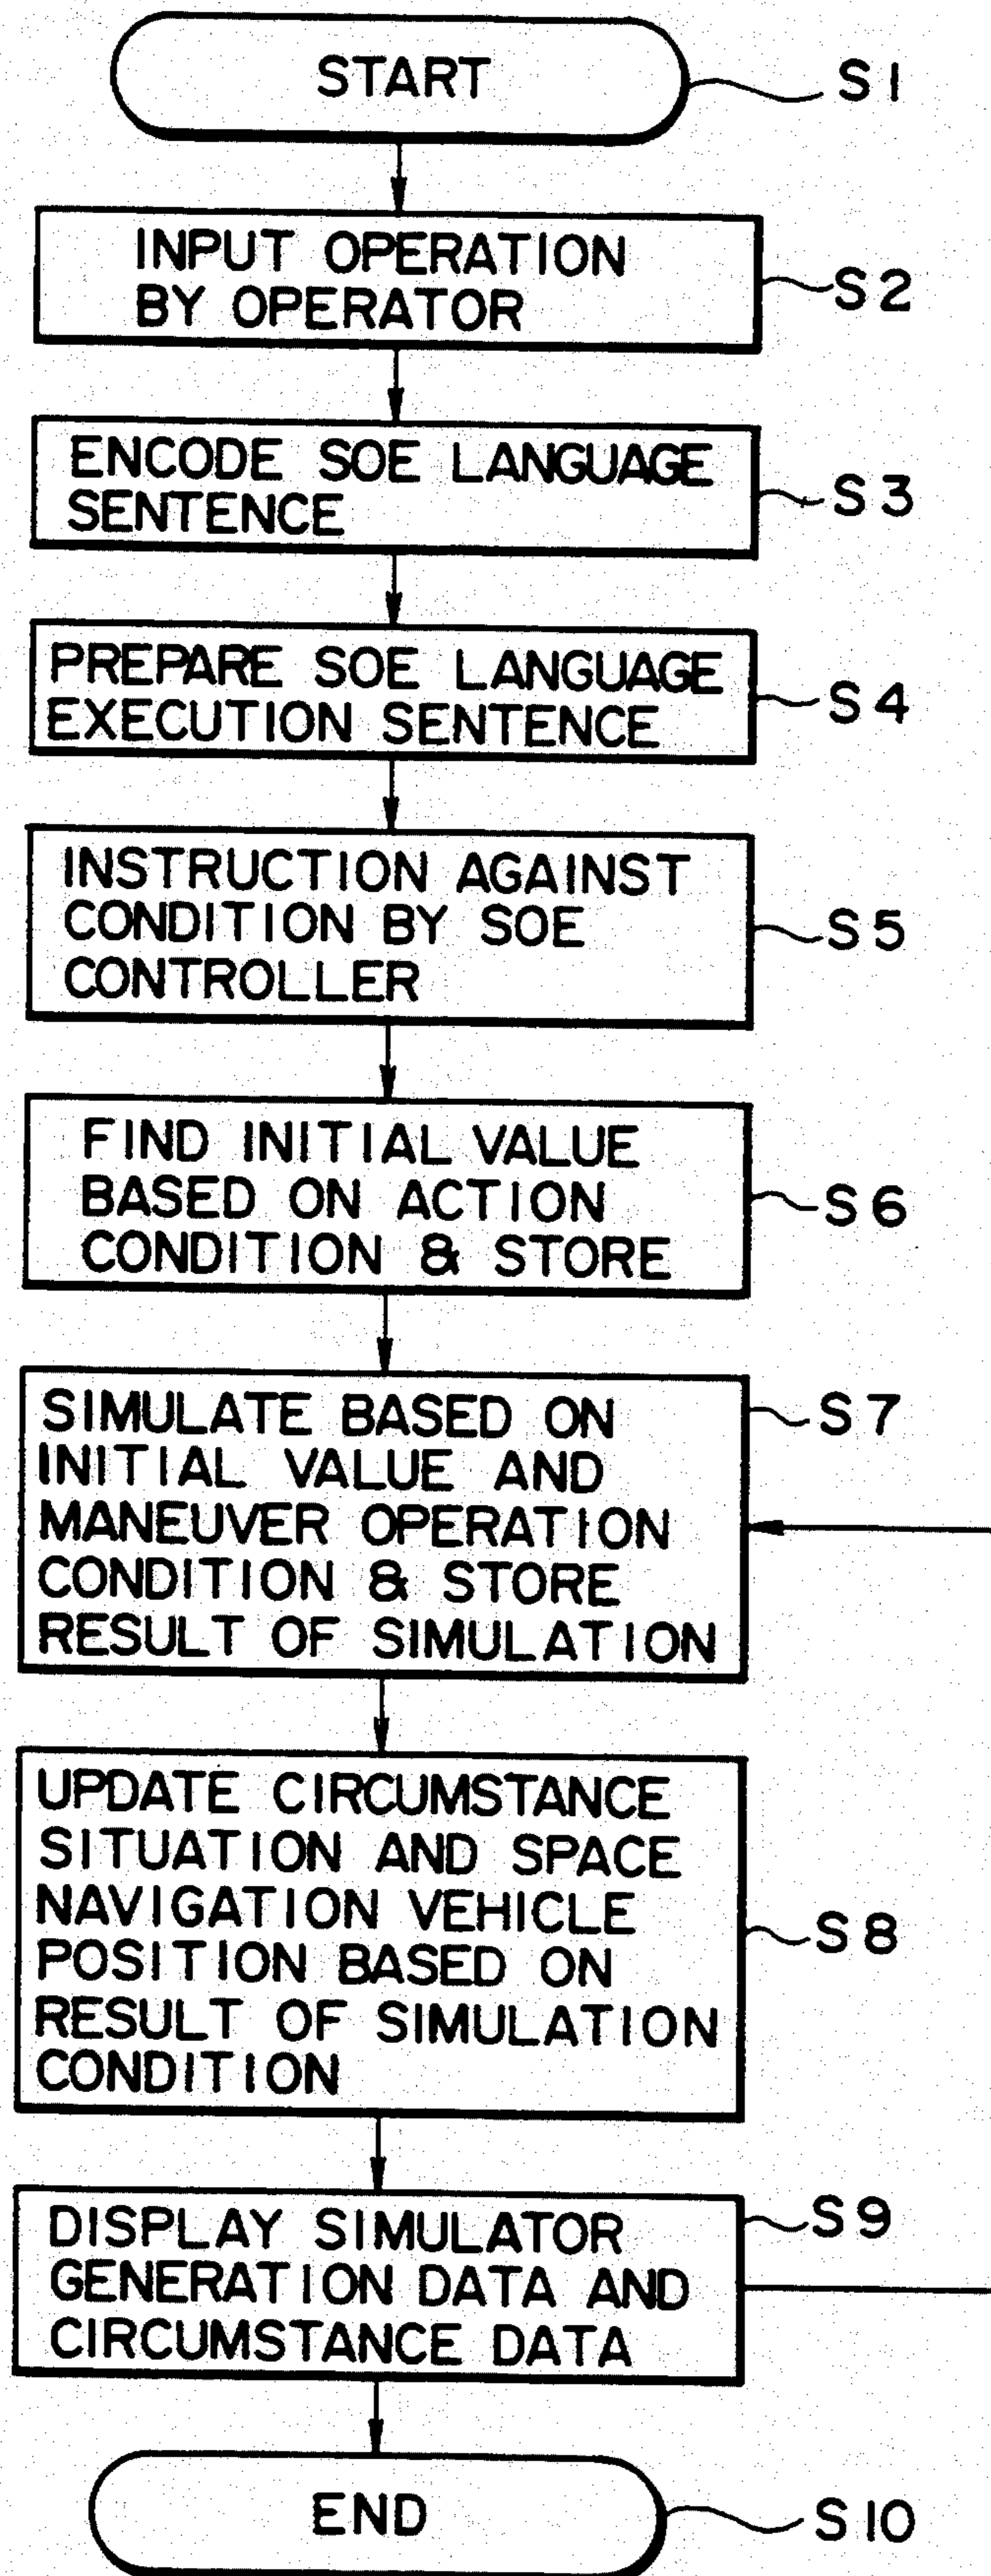 START
S1
INPUT OPERATION
BY OPERATOR
S2
ENCODE SOE LANGUAGE
SENTENCE
S3
PREPARE SOE LANGUAGE
EXECUTION SENTENCE
S4
INSTRUCTION AGAINST
CONDITION BY SOE
CONTROLLER
S5
FIND INITIAL VALUE
BASED ON ACTION
CONDITION & STORE
S6
SIMULATE BASED ON
INITIAL VALUE AND
MANEUVER OPERATION
CONDITION & STORE
RESULT OF SIMULATION
S7
UPDATE CIRCUMSTANCE
SITUATION AND SPACE
NAVIGATION VEHICLE
POSITION BASED ON
RESULT OF SIMULATION
CONDITION
S8
DISPLAY SIMULATOR
GENERATION DATA AND
CIRCUMSTANCE DATA
S9
END
S10